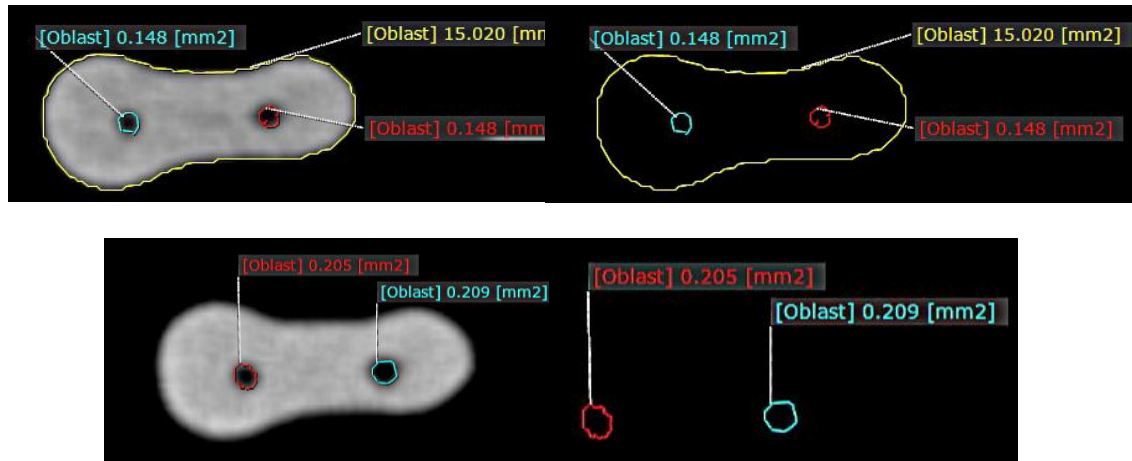 [Oblast] 0.148 [mm2]
[Oblast] 15.020 [mm
[Oblast] 0.148 [mm
[Oblast] 0.148 [mm2]
[Oblast] 15.020 [mm2]
[Oblast] 0.148 [mm2]
[Oblast] 0.205 [mm2]
[Oblast] 0.209 [mm2]
[Oblast] 0.205 [mm2]
[Oblast] 0.209 [mm2]